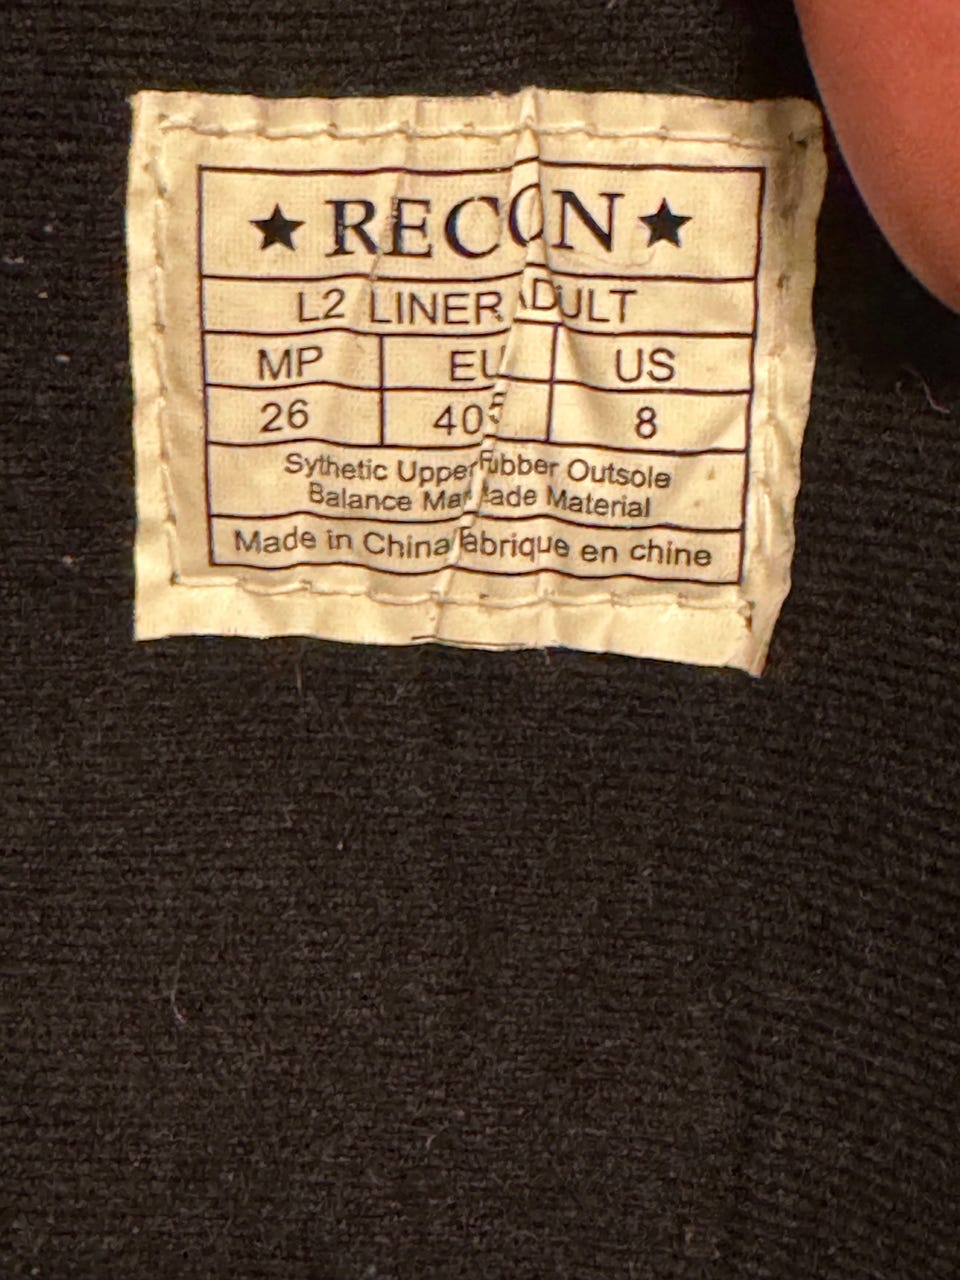 ★ RECON ★
L2 LINER ADULT
MP EU US
26 405 8
Sythetic Upper Rubber Outsole
Balance Man Made Material
Made in China Fabrique en chine